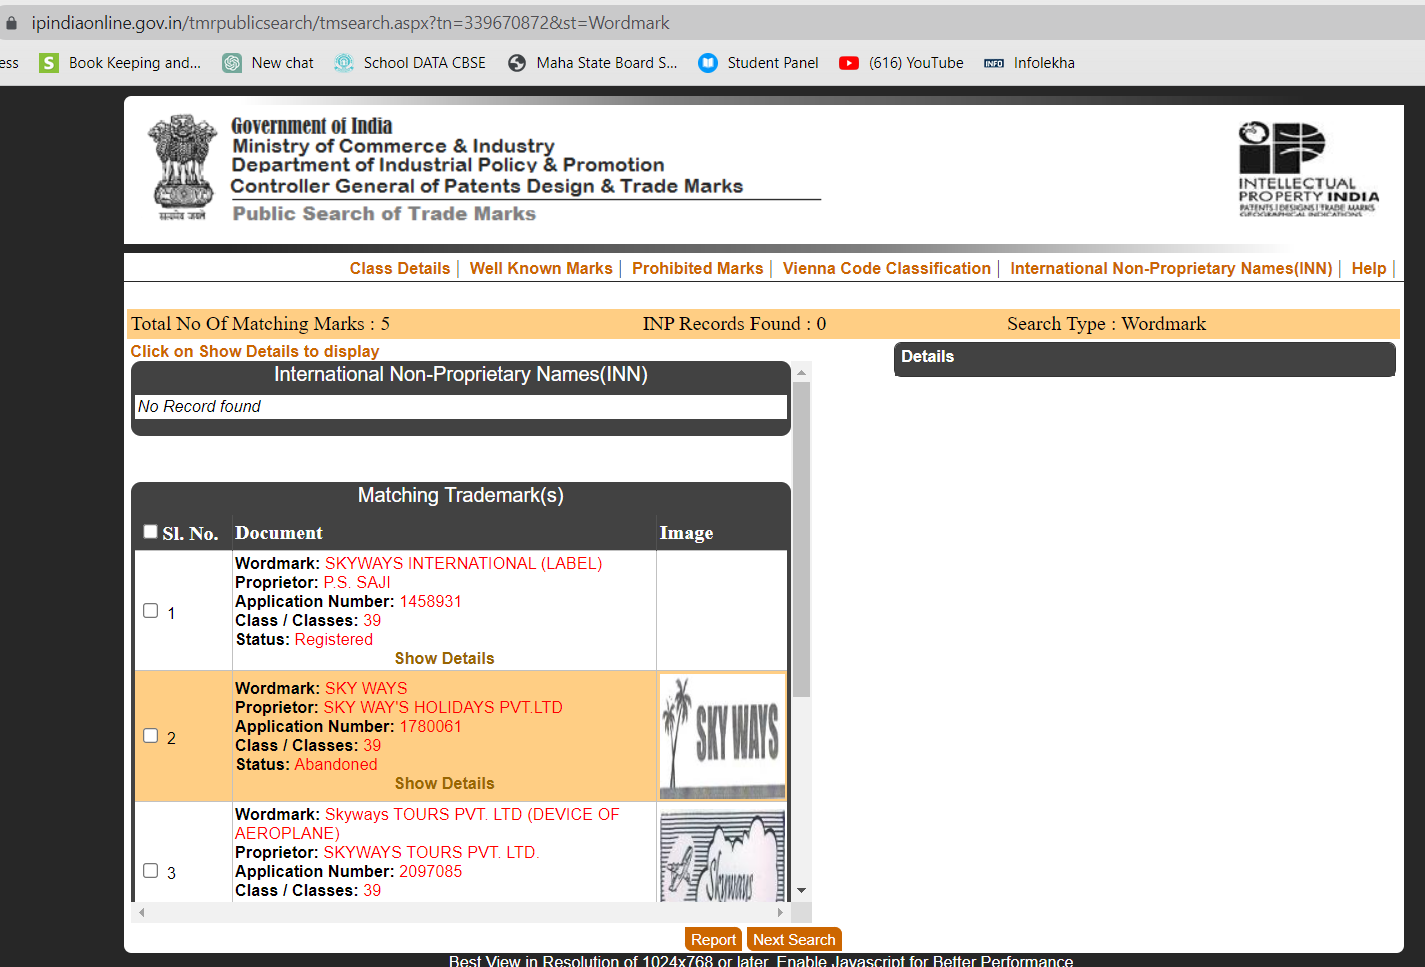 ipindiaonline.gov.in/tmrpublicsearch/tmsearch.aspx?tn=339670872&st=Wordmark
ess
S Book Keeping and...
New chat
School DATA CBSE
Maha State Board S...
Student Panel
(616) YouTube
INFO Infolekha
Government of India
Ministry of Commerce & Industry
Department of Industrial Policy & Promotion
Controller General of Patents Design & Trade Marks
Public Search of Trade Marks
सत्यमेव जयते
INTELLECTUAL
PROPERTY INDIA
PATENTS | DESIGNS | TRADE MARKS
GEOGRAPHICAL INDICATIONS
Class Details | Well Known Marks | Prohibited Marks | Vienna Code Classification | International Non-Proprietary Names(INN) | Help |
Total No Of Matching Marks : 5 INP Records Found : 0 Search Type : Wordmark
Click on Show Details to display
Details
International Non-Proprietary Names(INN)
No Record found
Matching Trademark(s)
Sl. No. Document Image
1
Wordmark: SKYWAYS INTERNATIONAL (LABEL)
Proprietor: P.S. SAJI
Application Number: 1458931
Class / Classes: 39
Status: Registered
Show Details
2
Wordmark: SKY WAYS
Proprietor: SKY WAY'S HOLIDAYS PVT.LTD
Application Number: 1780061
Class / Classes: 39
Status: Abandoned
Show Details
SKY WAYS
3
Wordmark: Skyways TOURS PVT. LTD (DEVICE OF
AEROPLANE)
Proprietor: SKYWAYS TOURS PVT. LTD.
Application Number: 2097085
Class / Classes: 39
Skyways
Report Next Search
Best View in Resolution of 1024x768 or later. Enable Javascript for Better Performance